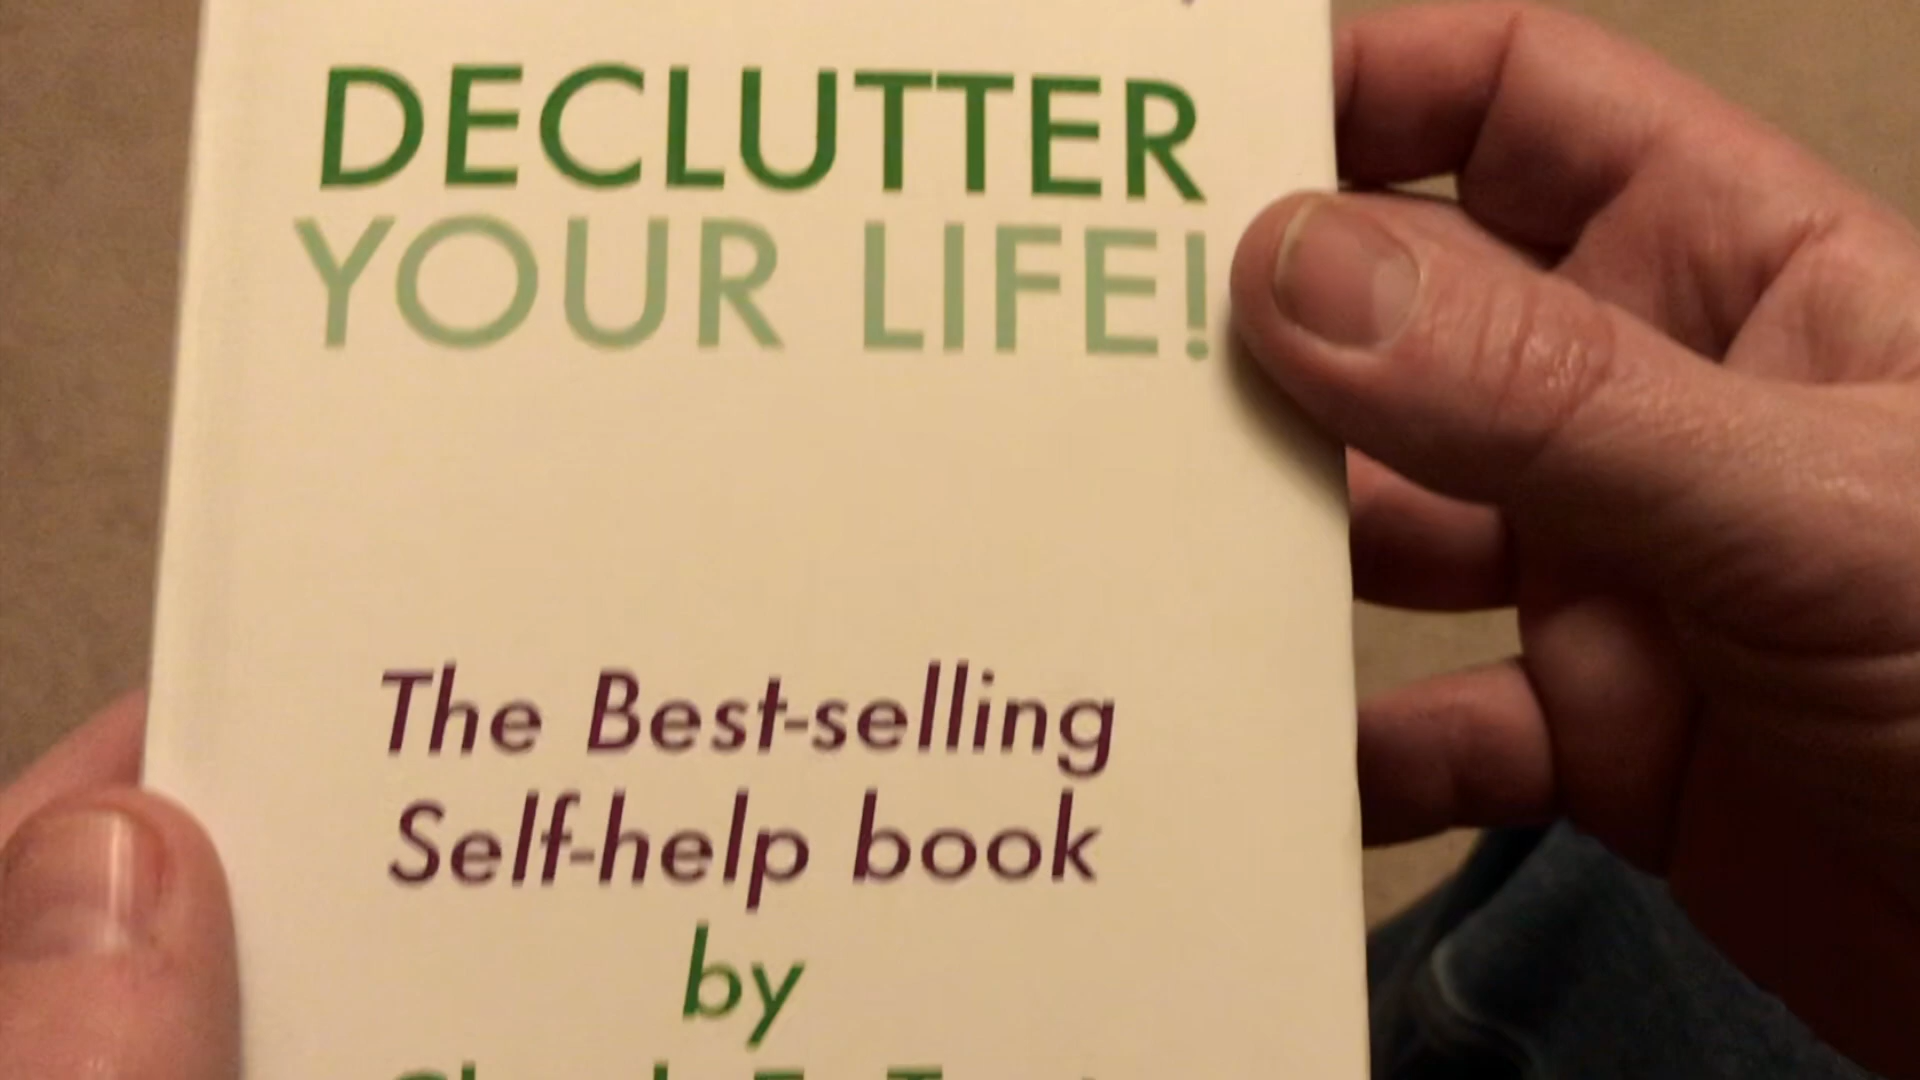 DECLUTTER
YOUR LIFE!
The Best-selling
Self-help book
by